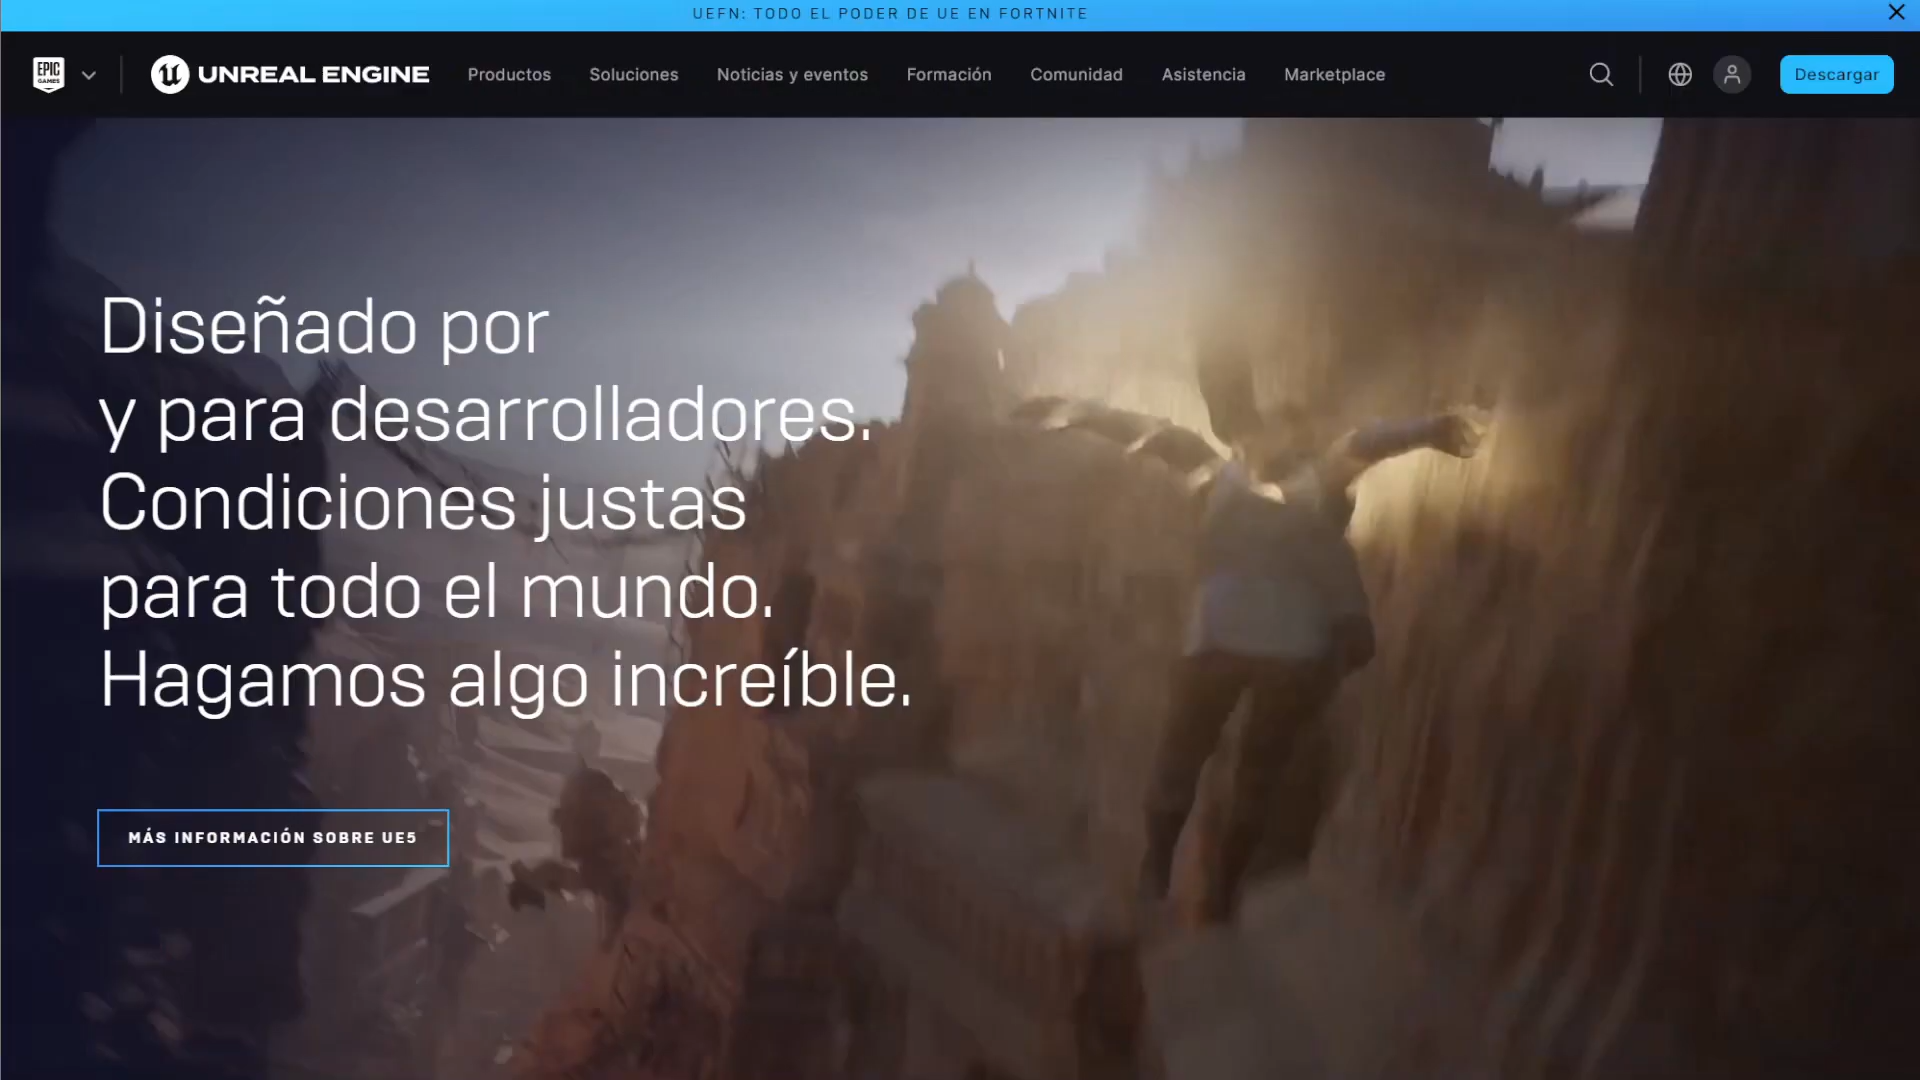 UEFN: TODO EL PODER DE UE EN FORTNITE
EPIC GAMES
UNREAL ENGINE
Productos
Soluciones
Noticias y eventos
Formación
Comunidad
Asistencia
Marketplace
Descargar
Diseñado por
y para desarrolladores.
Condiciones justas
para todo el mundo.
Hagamos algo increíble.
MÁS INFORMACIÓN SOBRE UE5